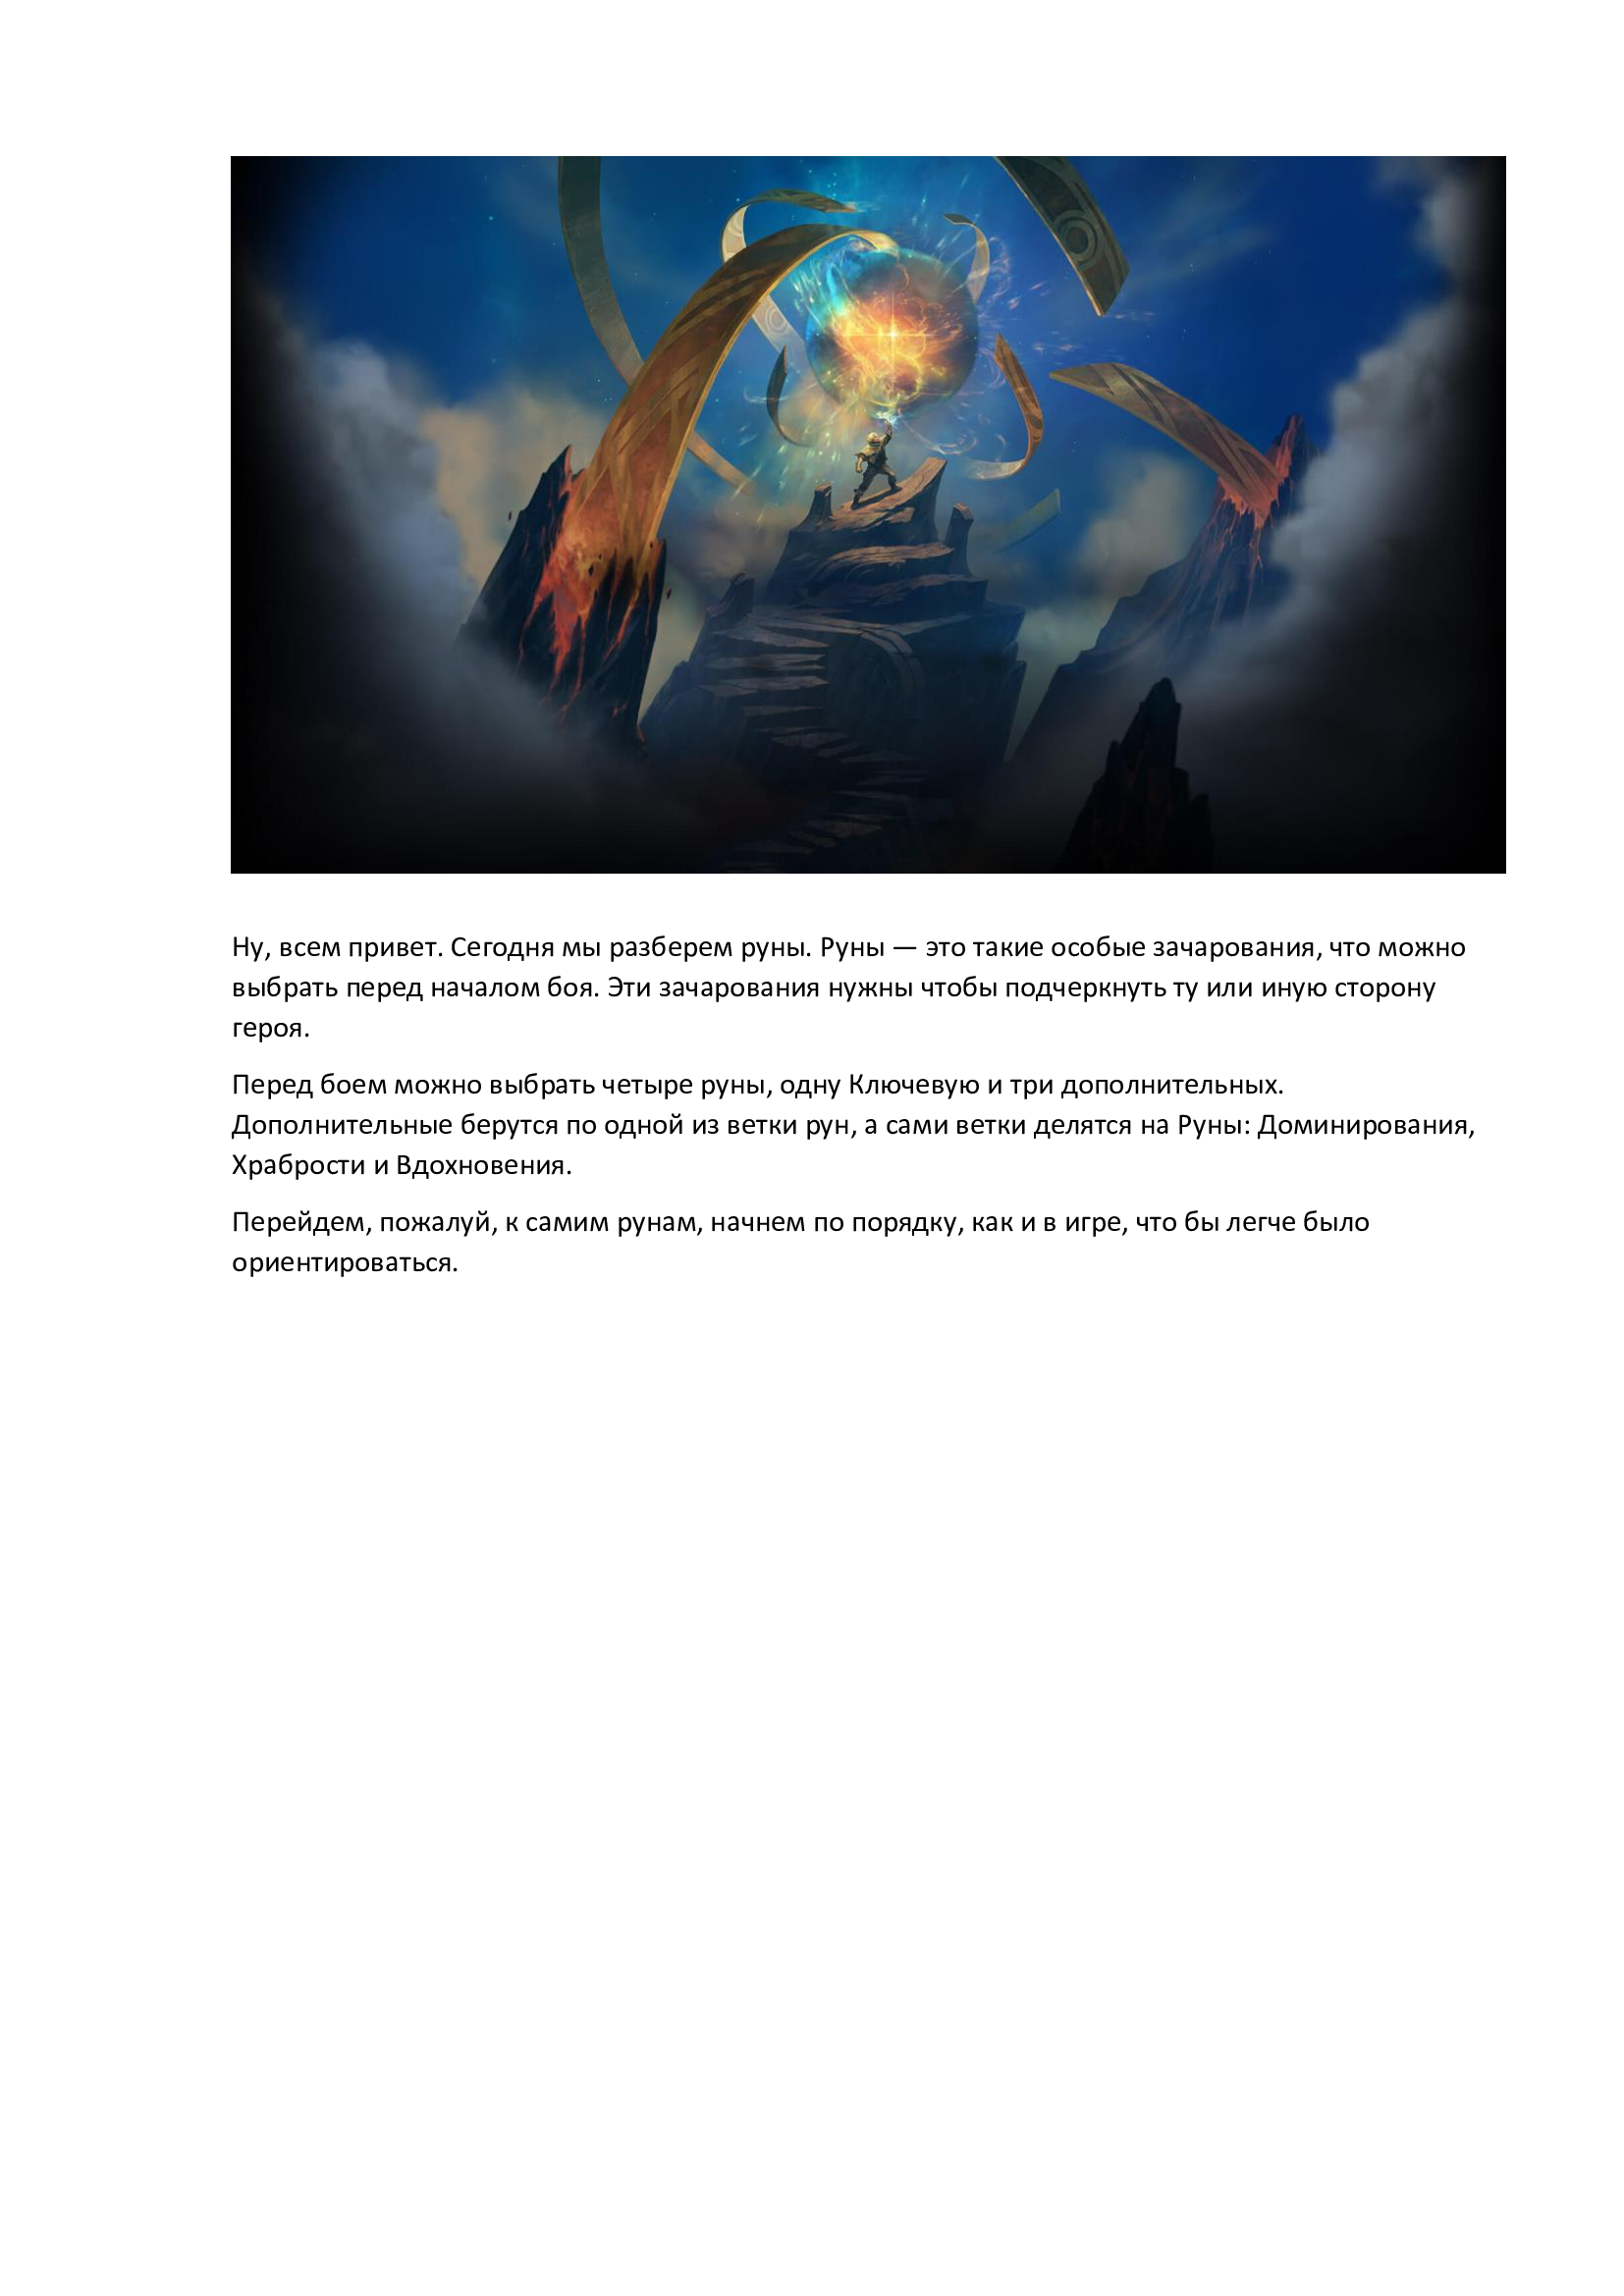 Ну, всем привет. Сегодня мы разберем руны. Руны — это такие особые зачарования, что можно
выбрать перед началом боя. Эти зачарования нужны чтобы подчеркнуть ту или иную сторону
героя.
Перед боем можно выбрать четыре руны, одну Ключевую и три дополнительных.
Дополнительные берутся по одной из ветки рун, а сами ветки делятся на Руны: Доминирования,
Храбрости и Вдохновения.
Перейдем, пожалуй, к самим рунам, начнем по порядку, как и в игре, что бы легче было
ориентироваться.